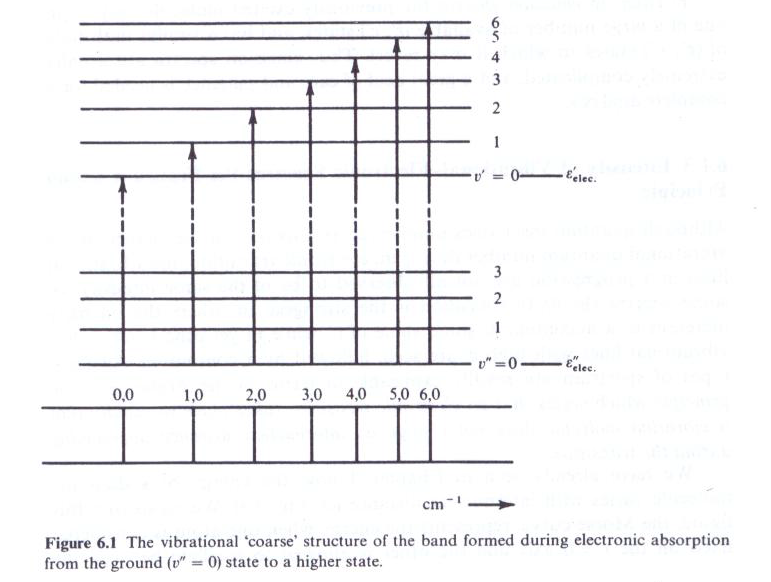 6
5
4
3
2
1
v′ = 0 ε′elec.
3
2
1
v″ = 0 ε″elec.
0,0 1,0 2,0 3,0 4,0 5,0 6,0
cm⁻¹
Figure 6.1 The vibrational ‘coarse’ structure of the band formed during electronic absorption
from the ground (v″ = 0) state to a higher state.